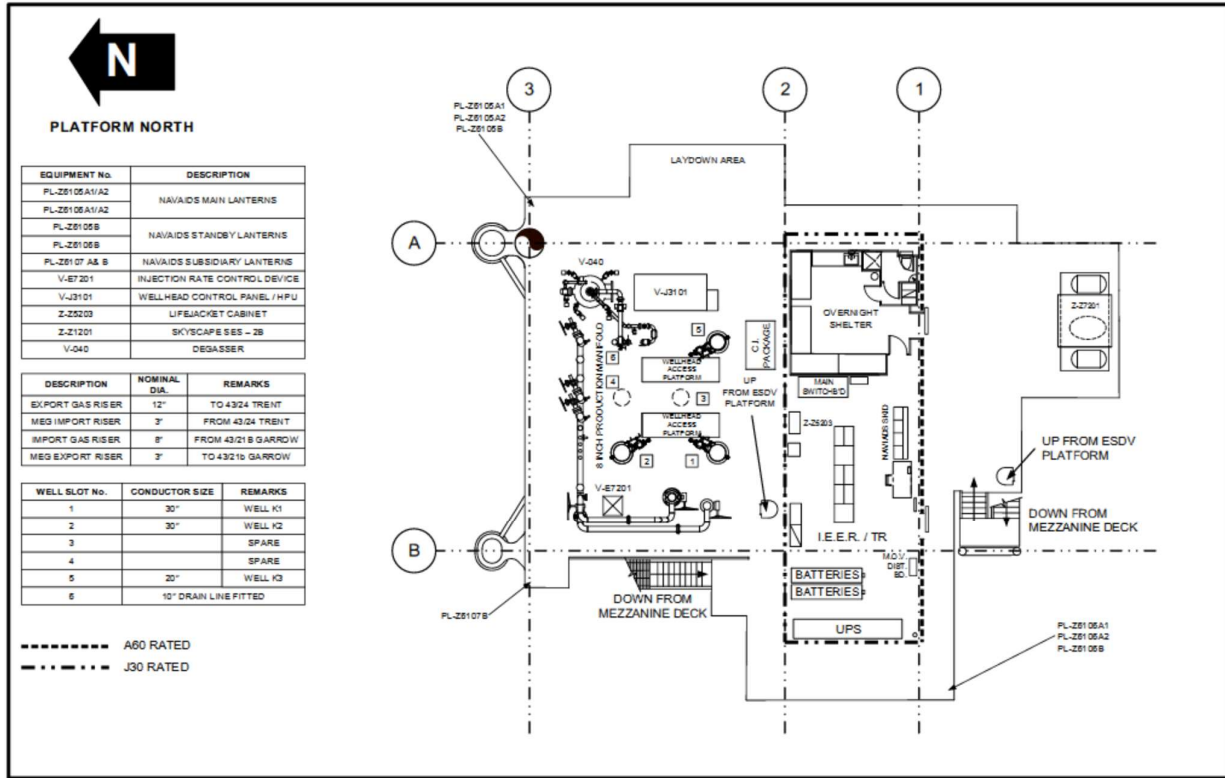 N
PLATFORM NORTH
EQUIPMENT No. DESCRIPTION
PL-Z6105A1/A2 NAVAIDS MAIN LANTERNS
PL-Z6106A1/A2
PL-Z6105B NAVAIDS STANDBY LANTERNS
PL-Z6106B
PL-Z6107 A& B NAVAIDS SUBSIDIARY LANTERNS
V-E7201 INJECTION RATE CONTROL DEVICE
V-J3101 WELLHEAD CONTROL PANEL / HPU
Z-Z5203 LIFEJACKET CABINET
Z-Z1201 SKYSCAPE SES – 2B
V-040 DEGASSER
DESCRIPTION NOMINAL DIA. REMARKS
EXPORT GAS RISER 12" TO 43/24 TRENT
MEG IMPORT RISER 3" FROM 43/24 TRENT
IMPORT GAS RISER 8" FROM 43/21B GARROW
MEG EXPORT RISER 3" TO 43/21b GARROW
WELL SLOT No. CONDUCTOR SIZE REMARKS
1 30" WELL K1
2 30" WELL K2
3 SPARE
4 SPARE
5 20" WELL K3
6 10" DRAIN LINE FITTED
A60 RATED
J30 RATED
3
2
1
PL-Z6105A1
PL-Z6105A2
PL-Z6105B
LAYDOWN AREA
A
V-040
V-J3101
8 INCH PRODUCTION MANIFOLD
5
6
4
3
WELLHEAD
ACCESS
PLATFORM
WELLHEAD
ACCESS
PLATFORM
2
1
V-E7201
C.I.
PACKAGE
UP
FROM ESDV
PLATFORM
OVERNIGHT
SHELTER
MAIN
SWITCHB'D
Z-Z5203
NAVIADS SKID
Z-Z7201
UP FROM ESDV
PLATFORM
DOWN FROM
MEZZANINE DECK
I.E.E.R. / TR
B
M.O.V.
DIST.
BD.
BATTERIES
BATTERIES
UPS
DOWN FROM
MEZZANINE DECK
PL-Z6107B
PL-Z6106A1
PL-Z6106A2
PL-Z6106B